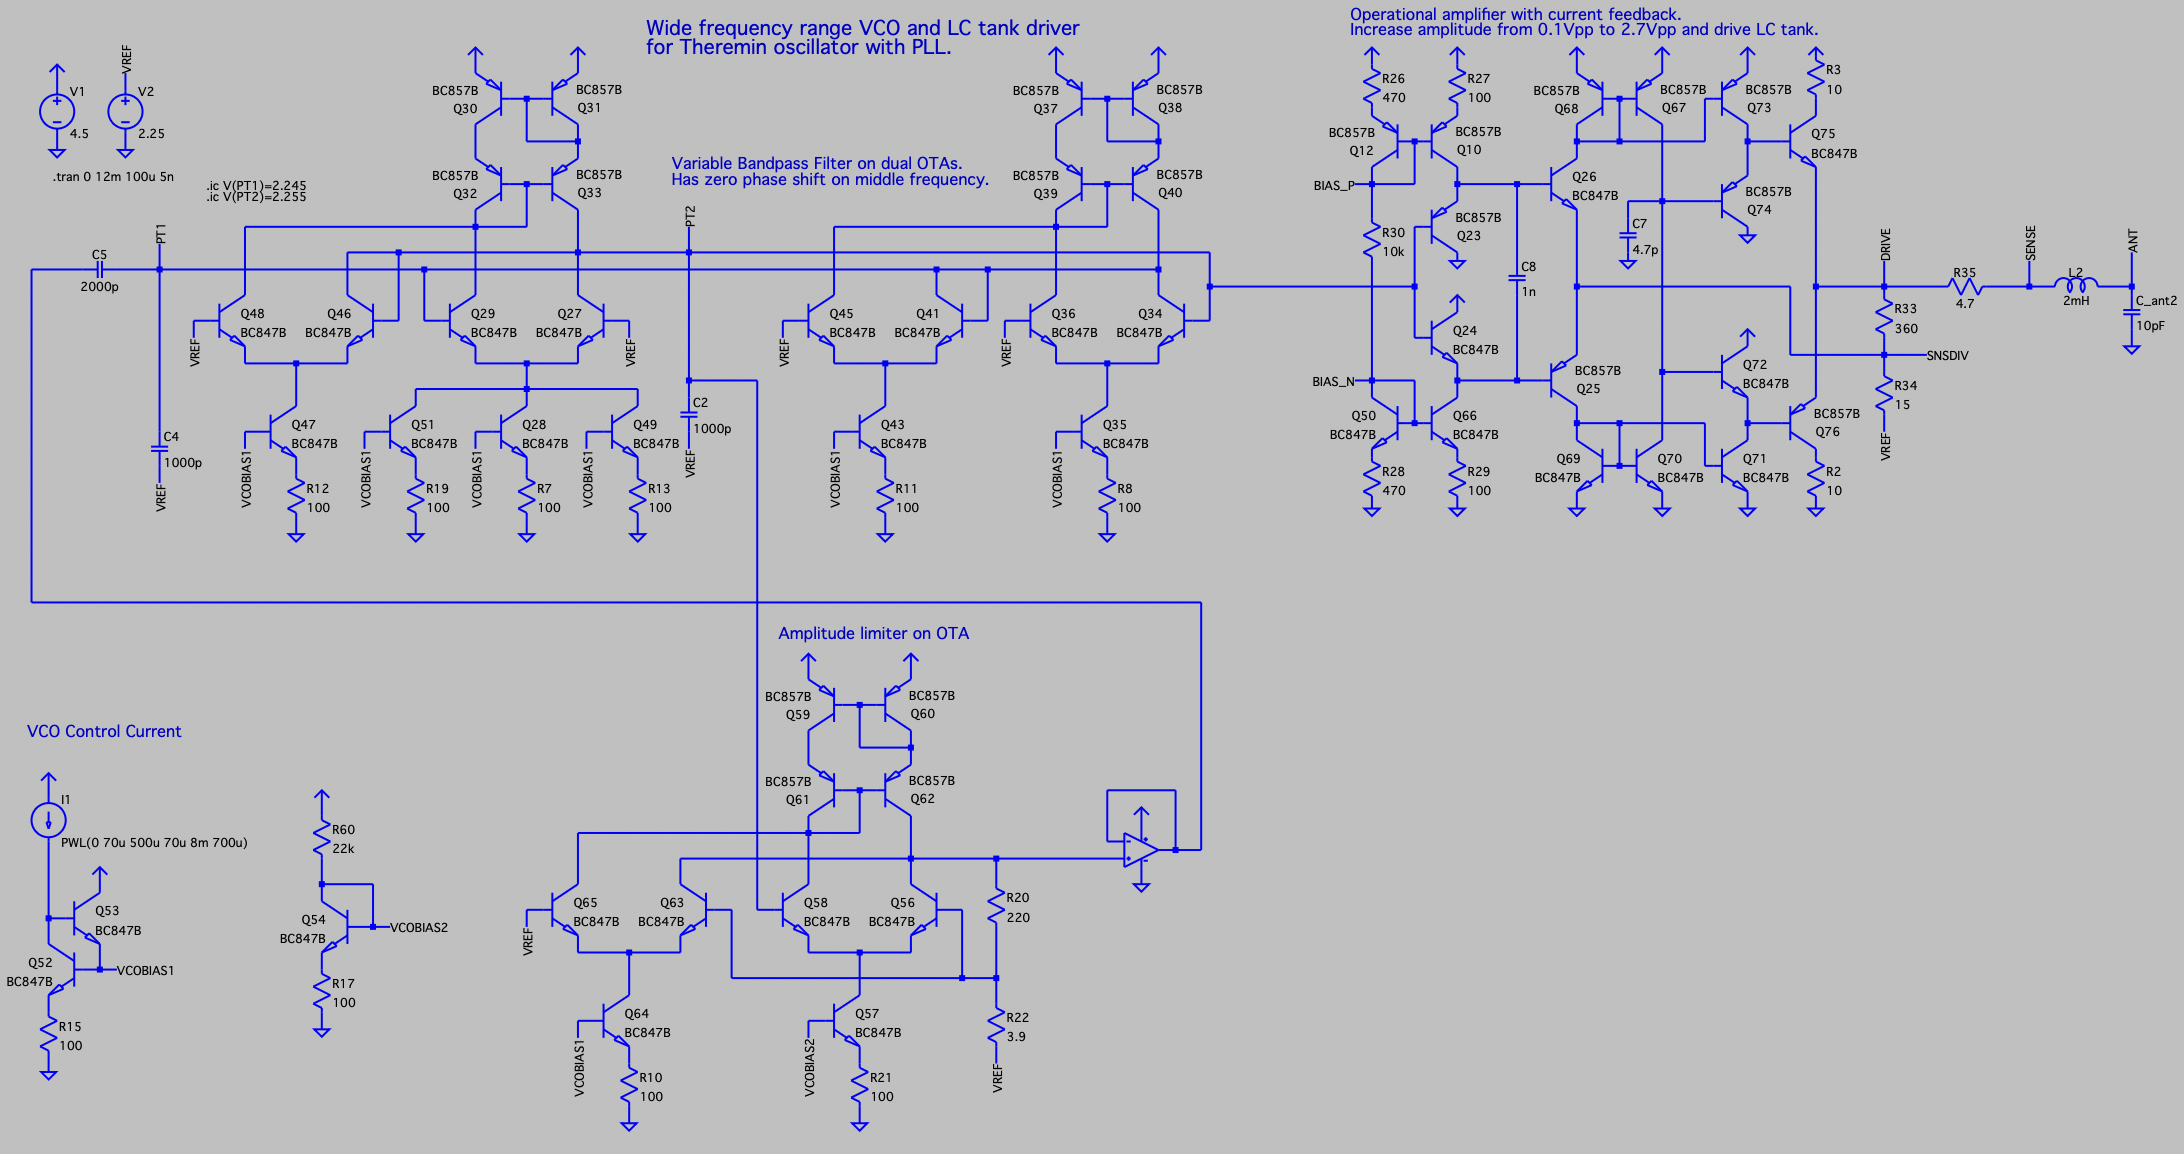 Wide frequency range VCO and LC tank driver
for Theremin oscillator with PLL.
Operational amplifier with current feedback.
Increase amplitude from 0.1Vpp to 2.7Vpp and drive LC tank.
V1
4.5
VREF
V2
2.25
.tran 0 12m 100u 5n
.ic V(PT1)=2.245
.ic V(PT2)=2.255
BC857B
Q30
BC857B
Q31
BC857B
Q32
BC857B
Q33
Variable Bandpass Filter on dual OTAs.
Has zero phase shift on middle frequency.
BC857B
Q37
BC857B
Q38
BC857B
Q39
BC857B
Q40
PT1
PT2
C5
2000p
Q48
BC847B
VREF
Q46
BC847B
Q29
BC847B
Q27
BC847B
VREF
Q45
BC847B
VREF
Q41
BC847B
Q36
BC847B
VREF
Q34
BC847B
C4
1000p
VREF
Q47
BC847B
VCOBIAS1
R12
100
Q51
BC847B
VCOBIAS1
R19
100
Q28
BC847B
VCOBIAS1
R7
100
Q49
BC847B
VCOBIAS1
R13
100
C2
1000p
VREF
Q43
BC847B
VCOBIAS1
R11
100
Q35
BC847B
VCOBIAS1
R8
100
R26
470
R27
100
BC857B
Q12
BC857B
Q10
BIAS_P
R30
10k
BC857B
Q23
Q24
BC847B
BIAS_N
Q50
BC847B
Q66
BC847B
R28
470
R29
100
C8
1n
BC857B
Q68
BC857B
Q67
BC857B
Q73
R3
10
Q75
BC847B
Q26
BC847B
BC857B
Q74
C7
4.7p
BC857B
Q25
Q72
BC847B
BC857B
Q76
Q69
BC847B
Q70
BC847B
Q71
BC847B
R2
10
DRIVE
R33
360
SNSDIV
R34
15
VREF
R35
4.7
SENSE
L2
2mH
ANT
C_ant2
10pF
Amplitude limiter on OTA
BC857B
Q59
BC857B
Q60
BC857B
Q61
BC857B
Q62
Q65
BC847B
VREF
Q63
BC847B
Q58
BC847B
Q56
BC847B
R20
220
R22
3.9
VREF
Q64
BC847B
VCOBIAS1
R10
100
Q57
BC847B
VCOBIAS2
R21
100
VCO Control Current
I1
PWL(0 70u 500u 70u 8m 700u)
Q53
BC847B
Q52
BC847B
VCOBIAS1
R15
100
R60
22k
Q54
BC847B
VCOBIAS2
R17
100